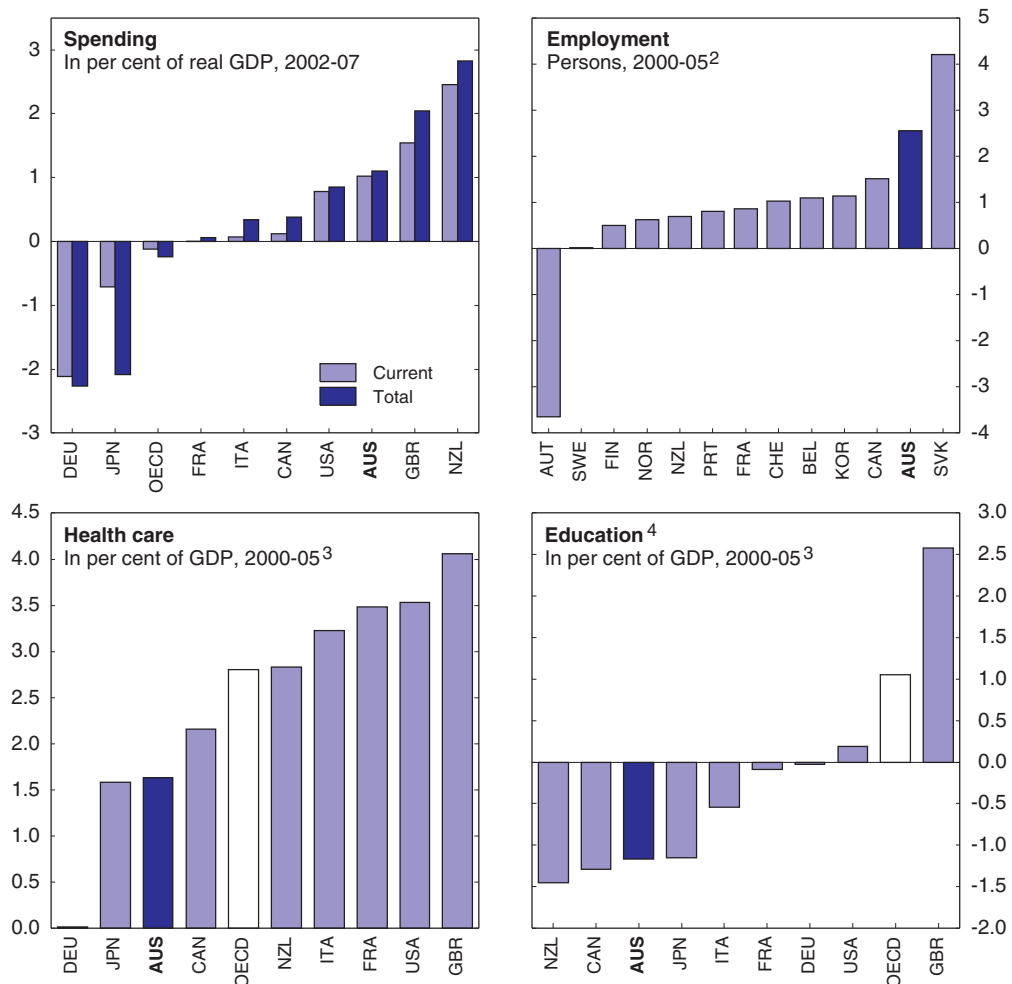 Spending
In per cent of real GDP, 2002-07
3
2
1
0
-1
-2
-3
Current
Total
DEU JPN OECD FRA ITA CAN USA AUS GBR NZL
Employment
Persons, 2000-05²
5
4
3
2
1
0
-1
-2
-3
-4
AUT SWE FIN NOR NZL PRT FRA CHE BEL KOR CAN AUS SVK
Health care
In per cent of GDP, 2000-05³
4.5
4.0
3.5
3.0
2.5
2.0
1.5
1.0
0.5
0.0
DEU JPN AUS CAN OECD NZL ITA FRA USA GBR
Education ⁴
In per cent of GDP, 2000-05³
3.0
2.5
2.0
1.5
1.0
0.5
0.0
-0.5
-1.0
-1.5
-2.0
NZL CAN AUS JPN ITA FRA DEU USA OECD GBR